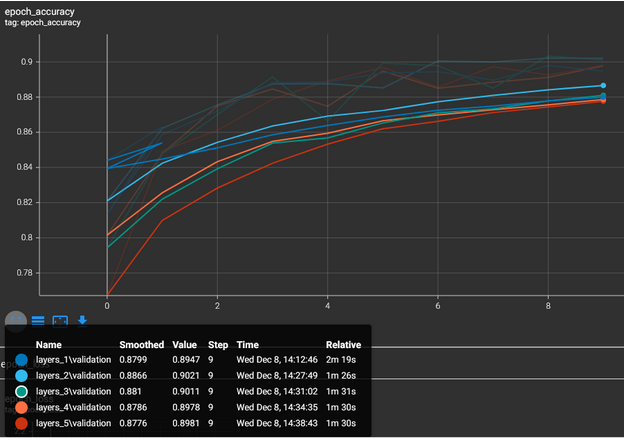 epoch_accuracy
tag: epoch_accuracy
0.9
0.88
0.86
0.84
0.82
0.8
0.78
0 2 4 6 8
Name Smoothed Value Step Time Relative
layers_1\validation 0.8799 0.8947 9 Wed Dec 8, 14:12:46 2m 19s
layers_2\validation 0.8866 0.9021 9 Wed Dec 8, 14:27:49 1m 26s
layers_3\validation 0.881 0.9011 9 Wed Dec 8, 14:31:02 1m 31s
layers_4\validation 0.8786 0.8978 9 Wed Dec 8, 14:34:35 1m 30s
layers_5\validation 0.8776 0.8981 9 Wed Dec 8, 14:38:43 1m 30s